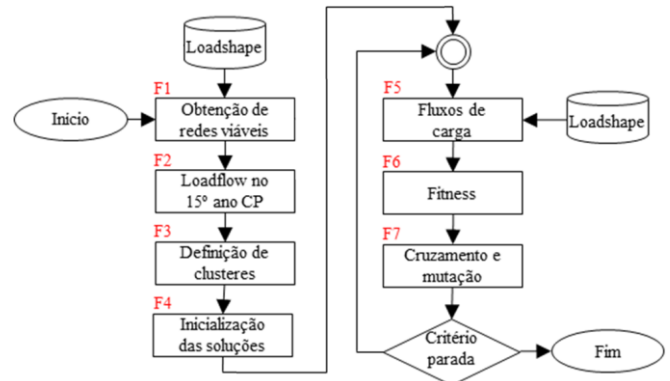 Loadshape
F1
Inicio
Obtenção de
redes viáveis
F2
Loadflow no
15º ano CP
F3
Definição de
clusteres
F4
Inicialização
das soluções
F5
Fluxos de
carga
Loadshape
F6
Fitness
F7
Cruzamento e
mutação
Critério
parada
Fim